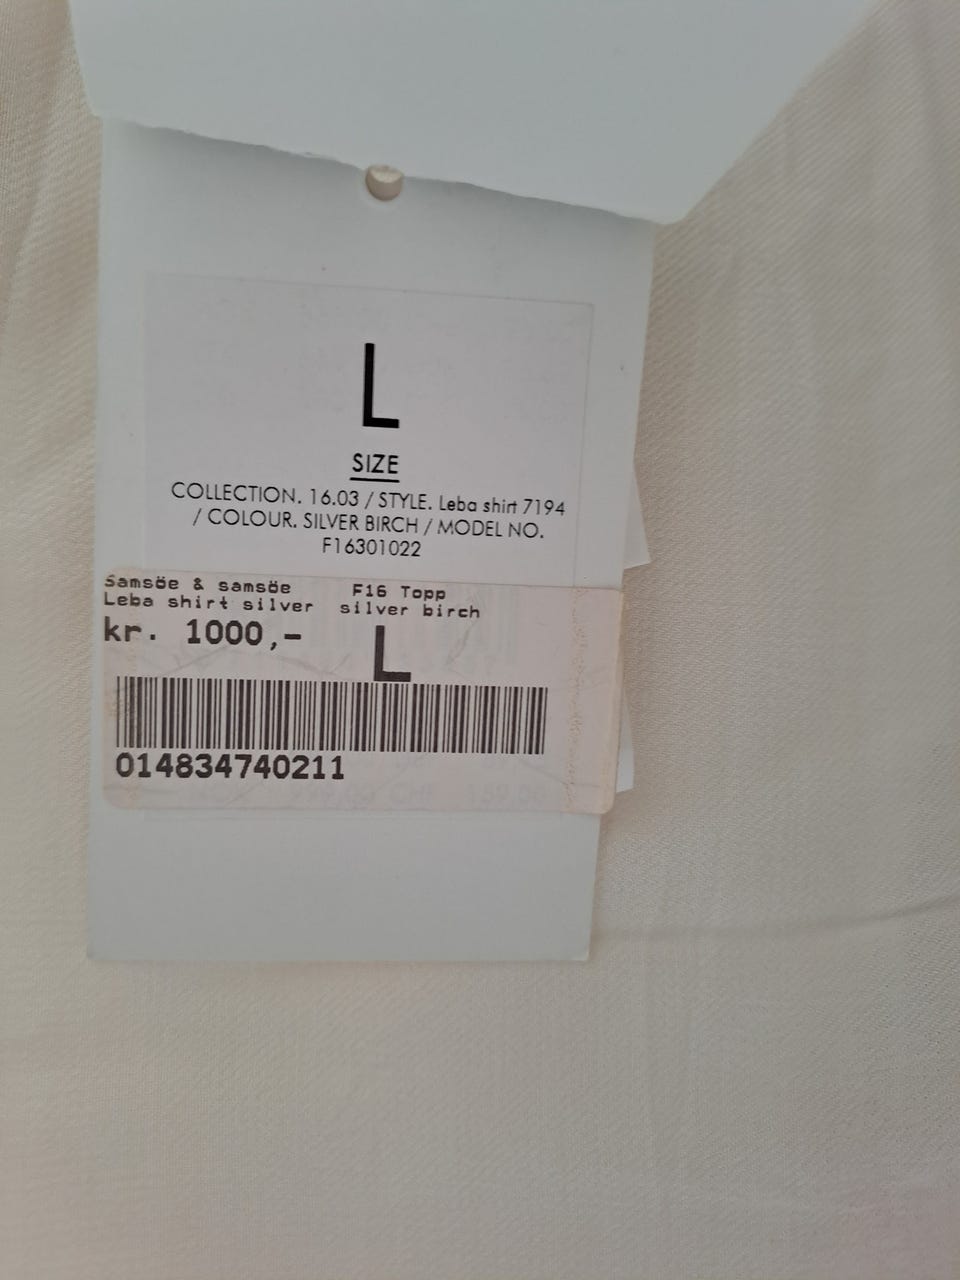 L
SIZE
COLLECTION. 16.03 / STYLE. Leba shirt 7194
/ COLOUR. SILVER BIRCH / MODEL NO.
F16301022
Samsöe & samsöe F16 Topp
Leba shirt silver silver birch
kr. 1000,-
L
014834740211